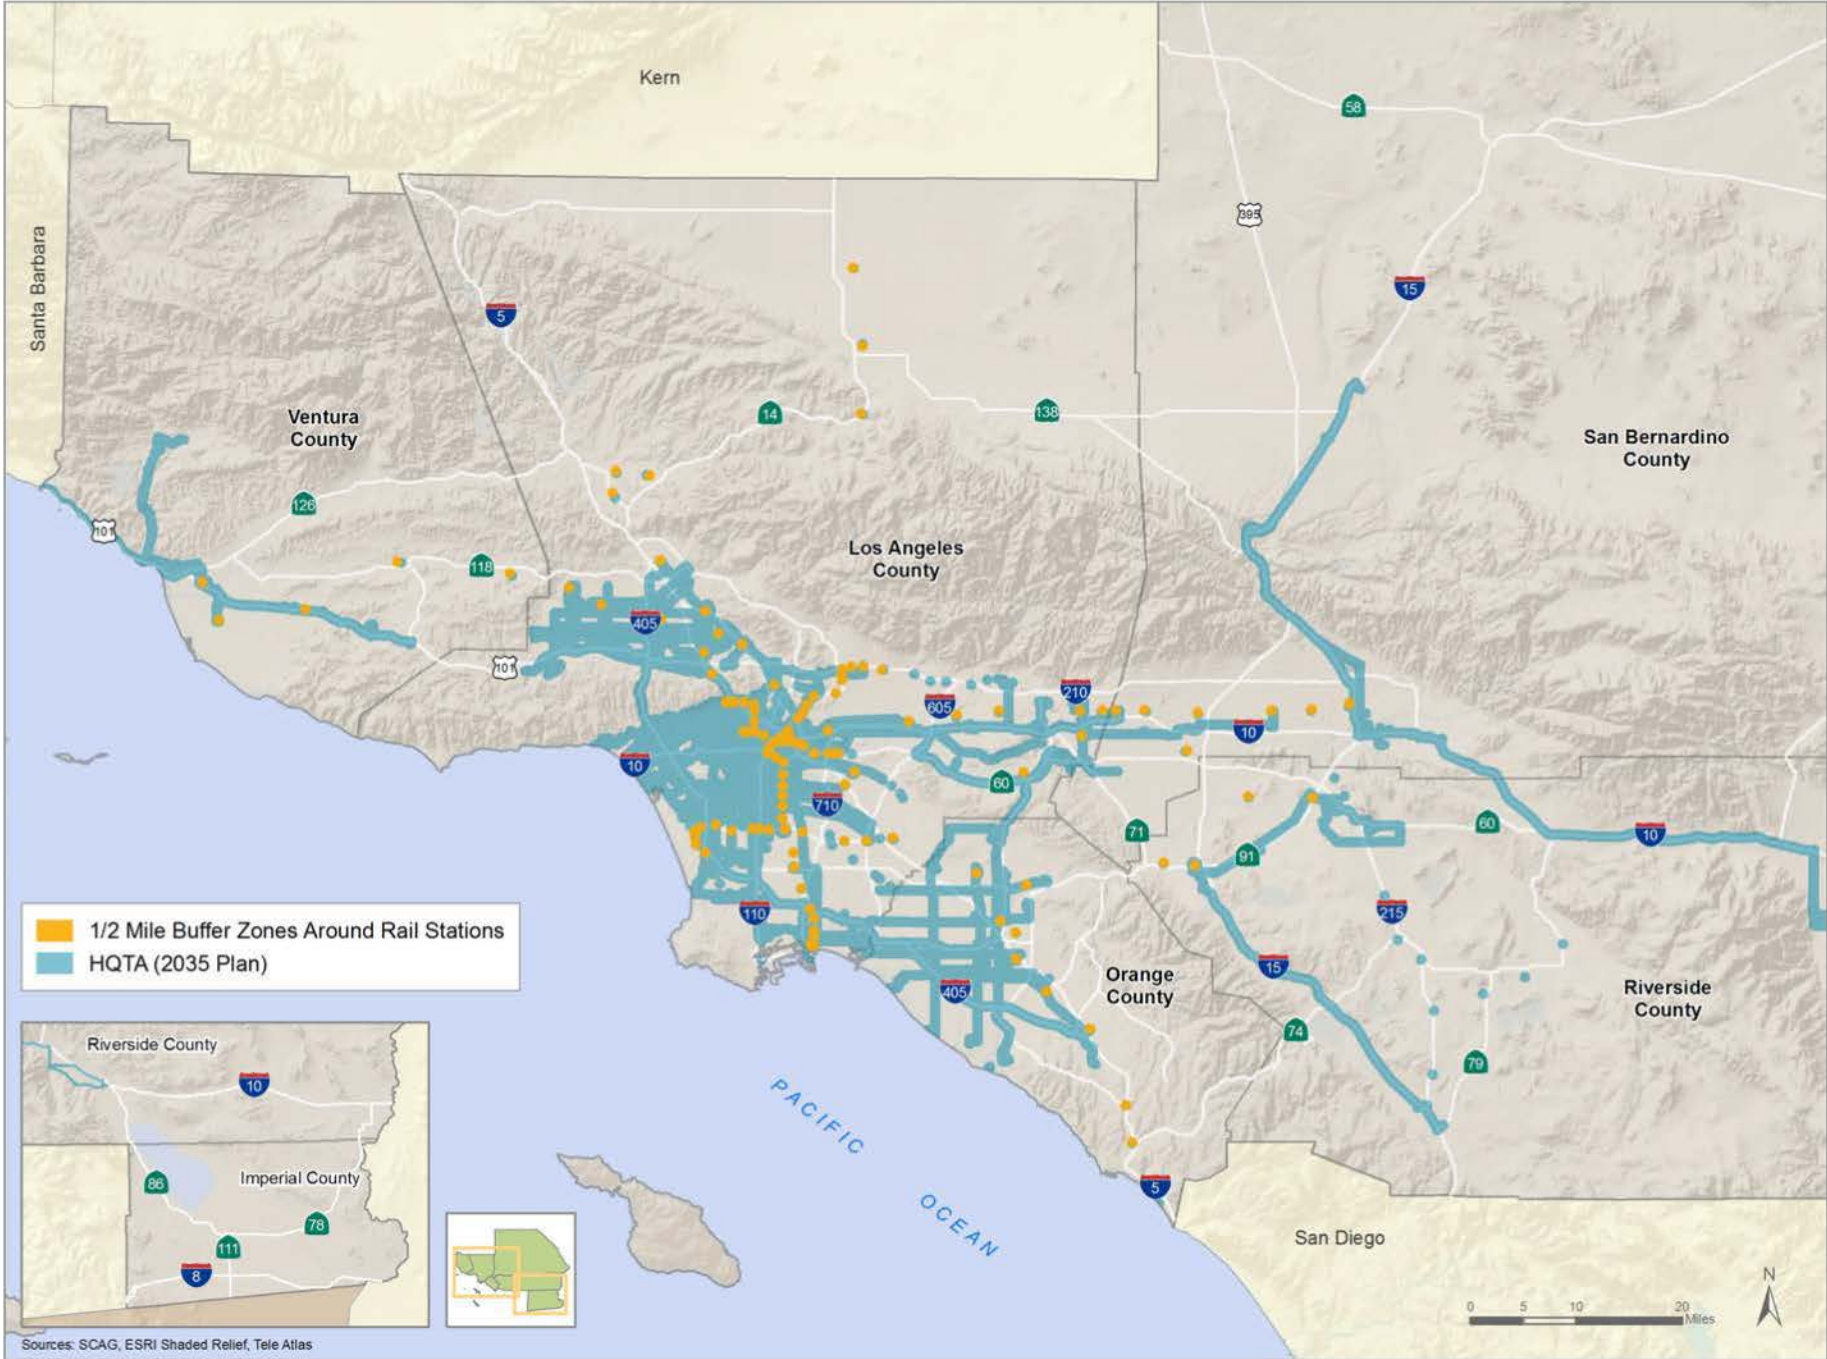 Kern
58
395
Santa Barbara
15
5
14
138
Ventura
County
San Bernardino
County
126
101
Los Angeles
County
118
405
101
210
605
10
10
60
710
71
60
10
91
110
215
1/2 Mile Buffer Zones Around Rail Stations
HQTA (2035 Plan)
15
405
Orange
County
Riverside
County
74
79
Riverside County
10
PACIFIC
OCEAN
86
Imperial County
78
111
8
5
San Diego
N
0 5 10 20
Miles
Sources: SCAG, ESRI Shaded Relief, Tele Atlas